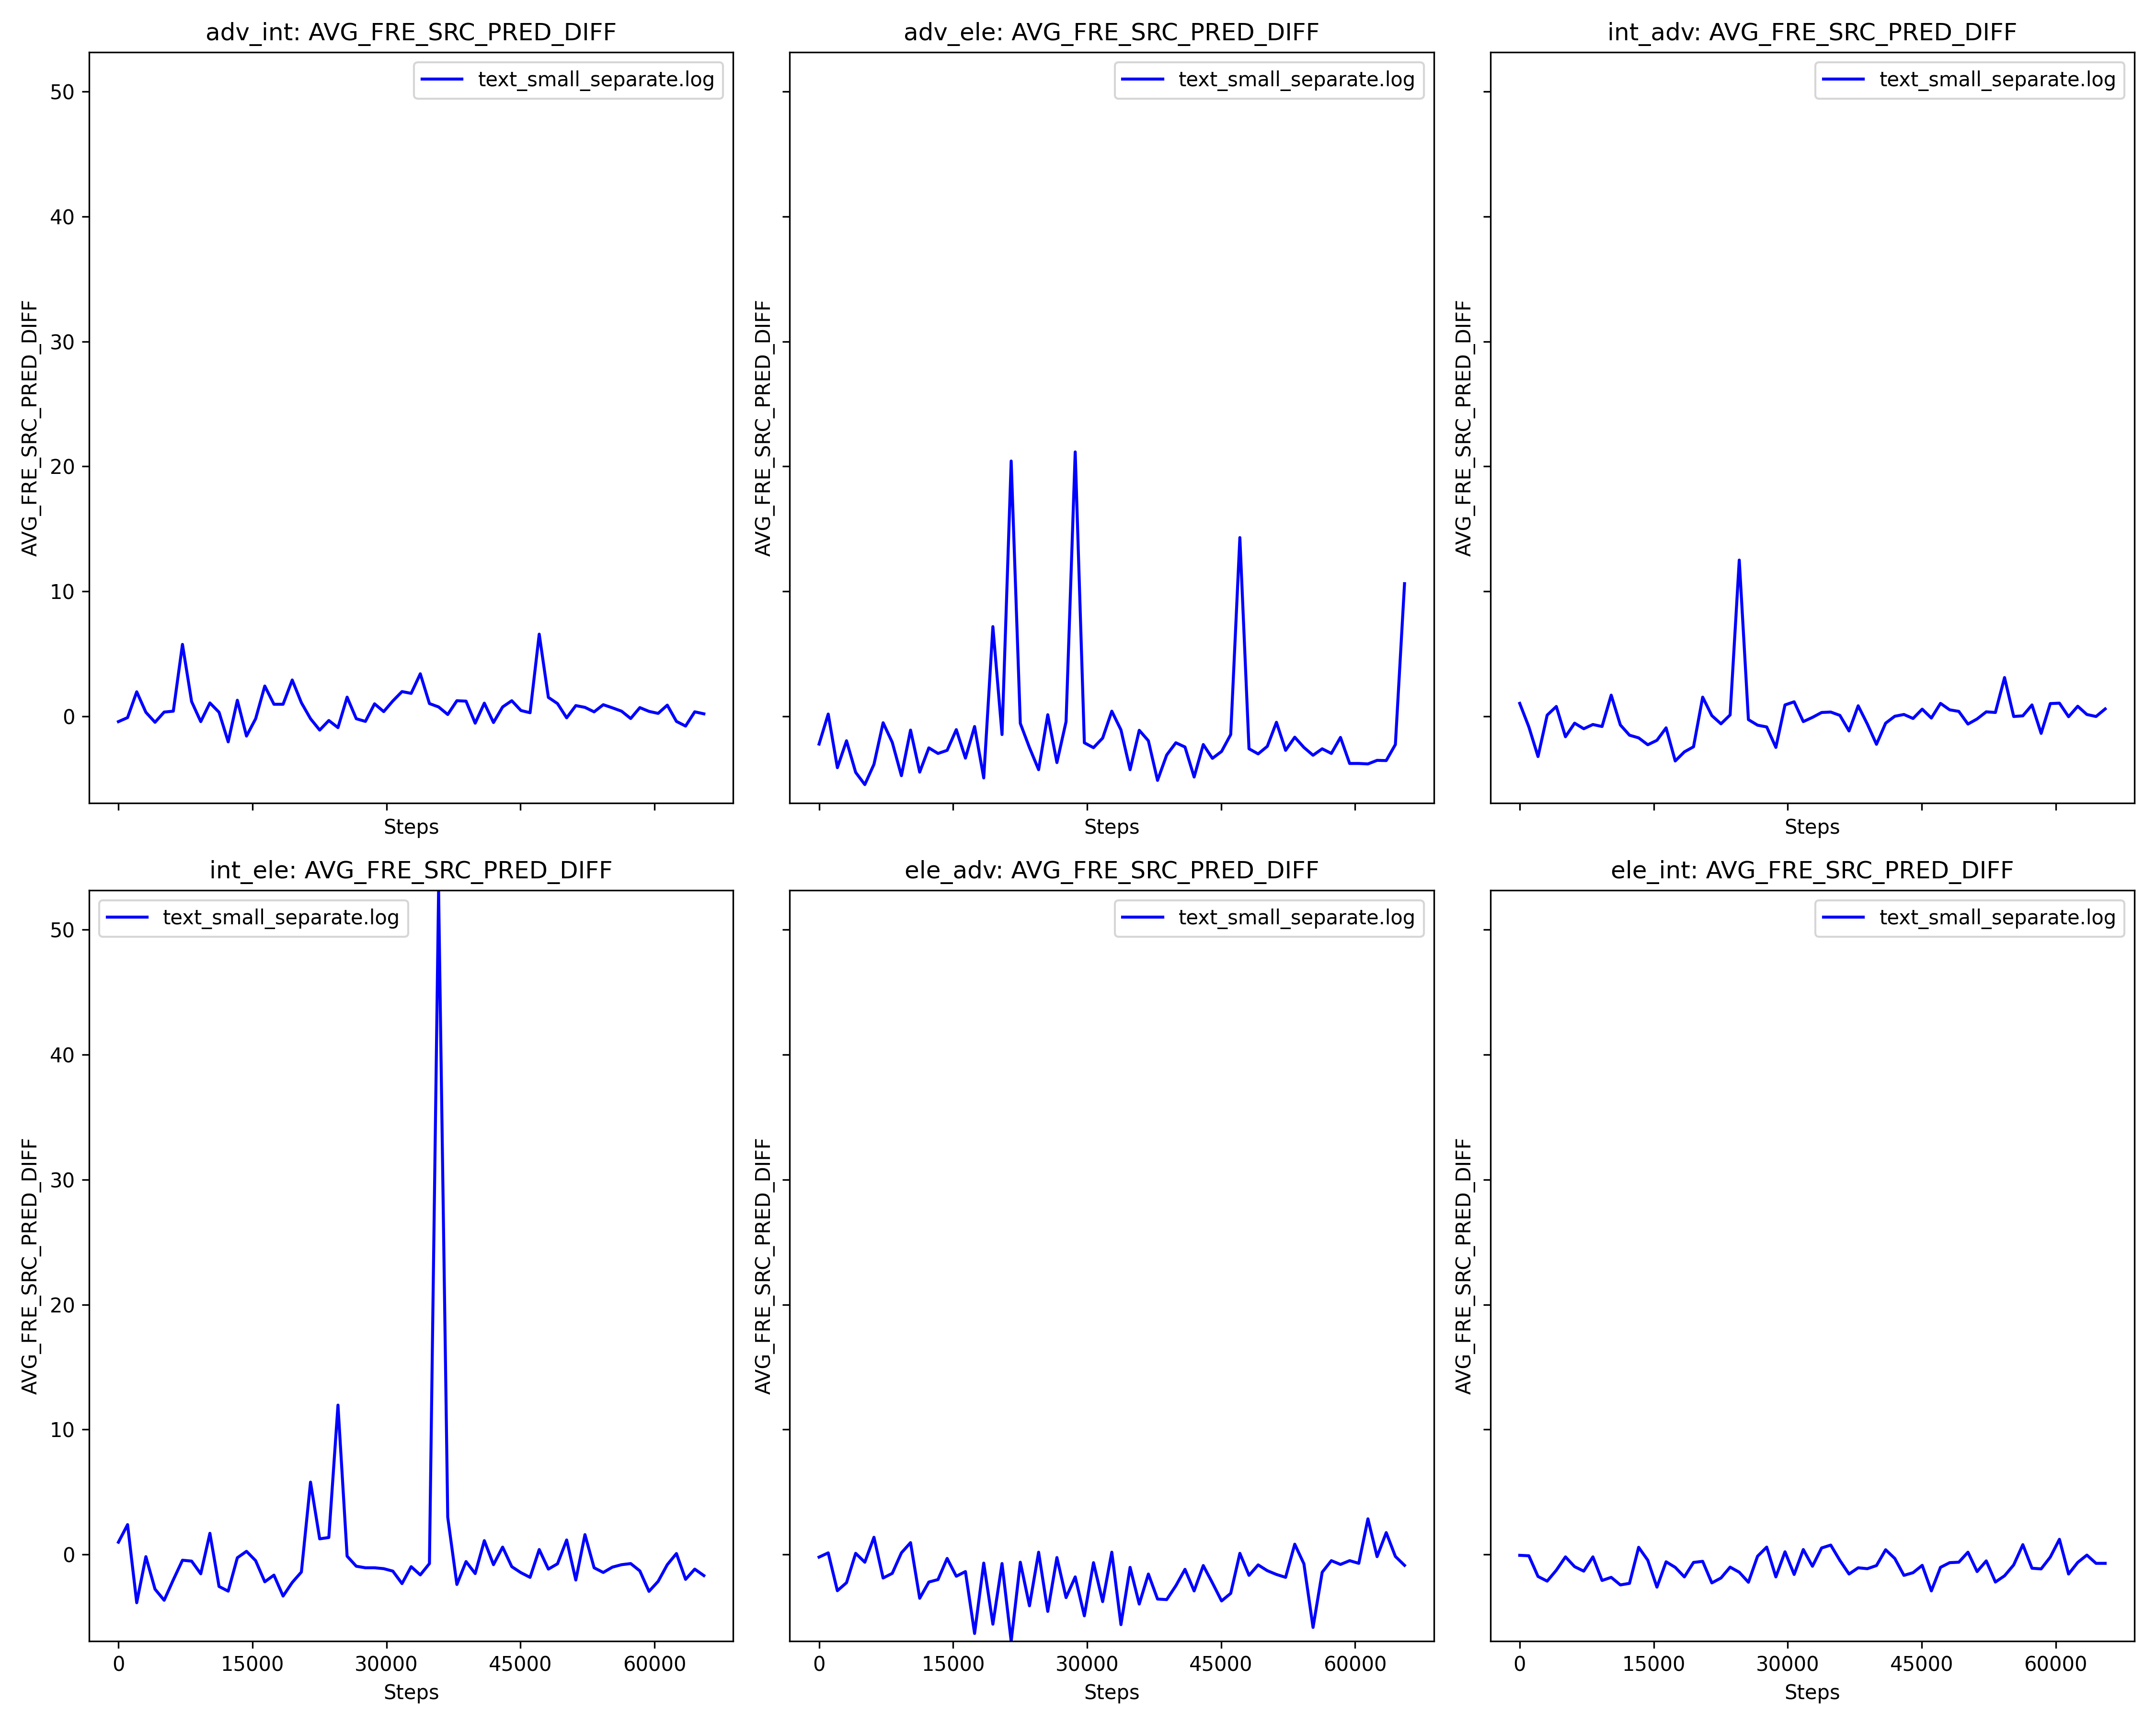 adv_int: AVG_FRE_SRC_PRED_DIFF
text_small_separate.log
AVG_FRE_SRC_PRED_DIFF
50
40
30
20
10
0
Steps
adv_ele: AVG_FRE_SRC_PRED_DIFF
text_small_separate.log
AVG_FRE_SRC_PRED_DIFF
Steps
int_adv: AVG_FRE_SRC_PRED_DIFF
text_small_separate.log
AVG_FRE_SRC_PRED_DIFF
Steps
int_ele: AVG_FRE_SRC_PRED_DIFF
text_small_separate.log
AVG_FRE_SRC_PRED_DIFF
50
40
30
20
10
0
0 15000 30000 45000 60000
Steps
ele_adv: AVG_FRE_SRC_PRED_DIFF
text_small_separate.log
AVG_FRE_SRC_PRED_DIFF
0 15000 30000 45000 60000
Steps
ele_int: AVG_FRE_SRC_PRED_DIFF
text_small_separate.log
AVG_FRE_SRC_PRED_DIFF
0 15000 30000 45000 60000
Steps